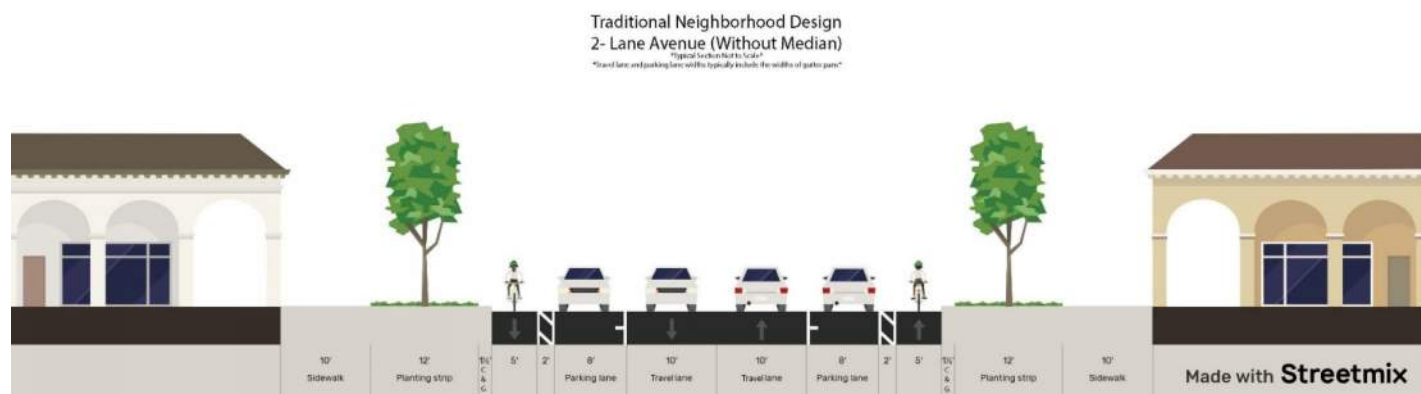 Traditional Neighborhood Design
2- Lane Avenue (Without Median)
*Typical Section Not to Scale*
*Travel lane and parking lane widths typically include the widths of gutter pans*
10' 12' 1½' 5' 2' 8' 10' 10' 8' 2' 5' 1½' 12' 10'
Sidewalk Planting strip C & G Parking lane Travel lane Travel lane Parking lane C & G Planting strip Sidewalk
Made with Streetmix